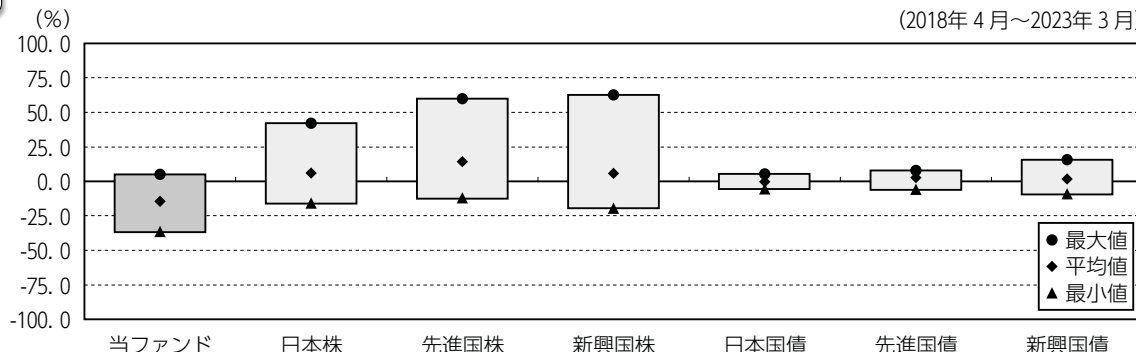 (%)
(2018年4月～2023年3月)
100.0
75.0
50.0
25.0
0.0
-25.0
-50.0
-75.0
-100.0
● 最大値
◆ 平均値
▲ 最小値
当ファンド 日本株 先進国株 新興国株 日本国債 先進国債 新興国債